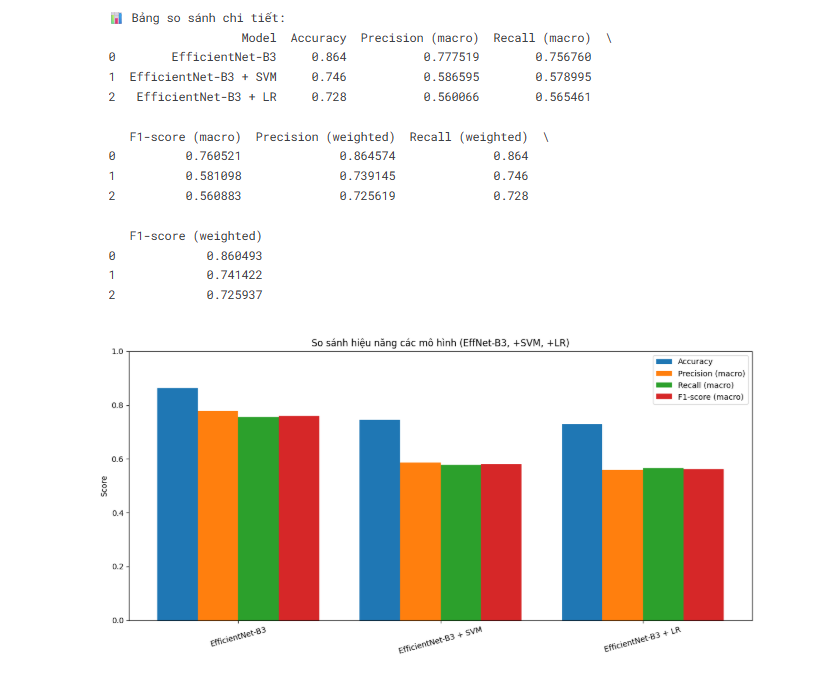 📊 Bảng so sánh chi tiết:
Model Accuracy Precision (macro) Recall (macro) \
0 EfficientNet-B3 0.864 0.777519 0.756760
1 EfficientNet-B3 + SVM 0.746 0.586595 0.578995
2 EfficientNet-B3 + LR 0.728 0.560066 0.565461
F1-score (macro) Precision (weighted) Recall (weighted) \
0 0.760521 0.864574 0.864
1 0.581098 0.739145 0.746
2 0.560883 0.725619 0.728
F1-score (weighted)
0 0.860493
1 0.741422
2 0.725937
So sánh hiệu năng các mô hình (EffNet-B3, +SVM, +LR)
Accuracy
Precision (macro)
Recall (macro)
F1-score (macro)
Score
1.0
0.8
0.6
0.4
0.2
0.0
EfficientNet-B3
EfficientNet-B3 + SVM
EfficientNet-B3 + LR